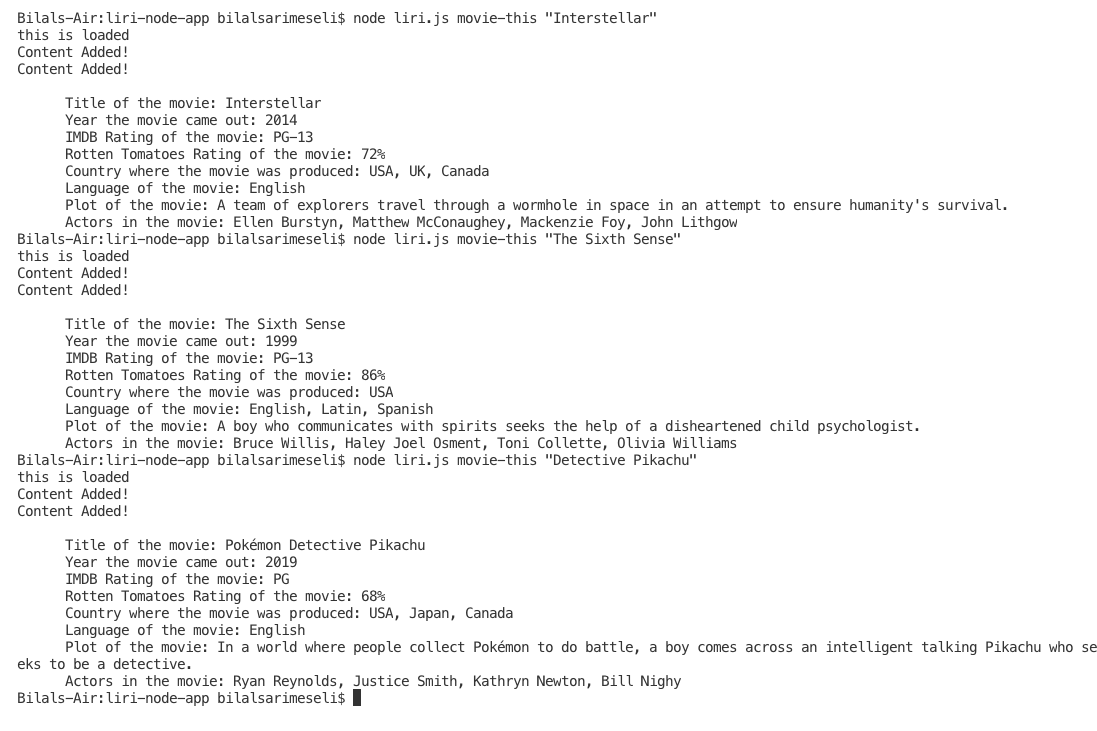 Bilals-Air:liri-node-app bilalsarimeseli$ node liri.js movie-this "Interstellar"
this is loaded
Content Added!
Content Added!
Title of the movie: Interstellar
Year the movie came out: 2014
IMDB Rating of the movie: PG-13
Rotten Tomatoes Rating of the movie: 72%
Country where the movie was produced: USA, UK, Canada
Language of the movie: English
Plot of the movie: A team of explorers travel through a wormhole in space in an attempt to ensure humanity's survival.
Actors in the movie: Ellen Burstyn, Matthew McConaughey, Mackenzie Foy, John Lithgow
Bilals-Air:liri-node-app bilalsarimeseli$ node liri.js movie-this "The Sixth Sense"
this is loaded
Content Added!
Content Added!
Title of the movie: The Sixth Sense
Year the movie came out: 1999
IMDB Rating of the movie: PG-13
Rotten Tomatoes Rating of the movie: 86%
Country where the movie was produced: USA
Language of the movie: English, Latin, Spanish
Plot of the movie: A boy who communicates with spirits seeks the help of a disheartened child psychologist.
Actors in the movie: Bruce Willis, Haley Joel Osment, Toni Collette, Olivia Williams
Bilals-Air:liri-node-app bilalsarimeseli$ node liri.js movie-this "Detective Pikachu"
this is loaded
Content Added!
Content Added!
Title of the movie: Pokémon Detective Pikachu
Year the movie came out: 2019
IMDB Rating of the movie: PG
Rotten Tomatoes Rating of the movie: 68%
Country where the movie was produced: USA, Japan, Canada
Language of the movie: English
Plot of the movie: In a world where people collect Pokémon to do battle, a boy comes across an intelligent talking Pikachu who se
eks to be a detective.
Actors in the movie: Ryan Reynolds, Justice Smith, Kathryn Newton, Bill Nighy
Bilals-Air:liri-node-app bilalsarimeseli$